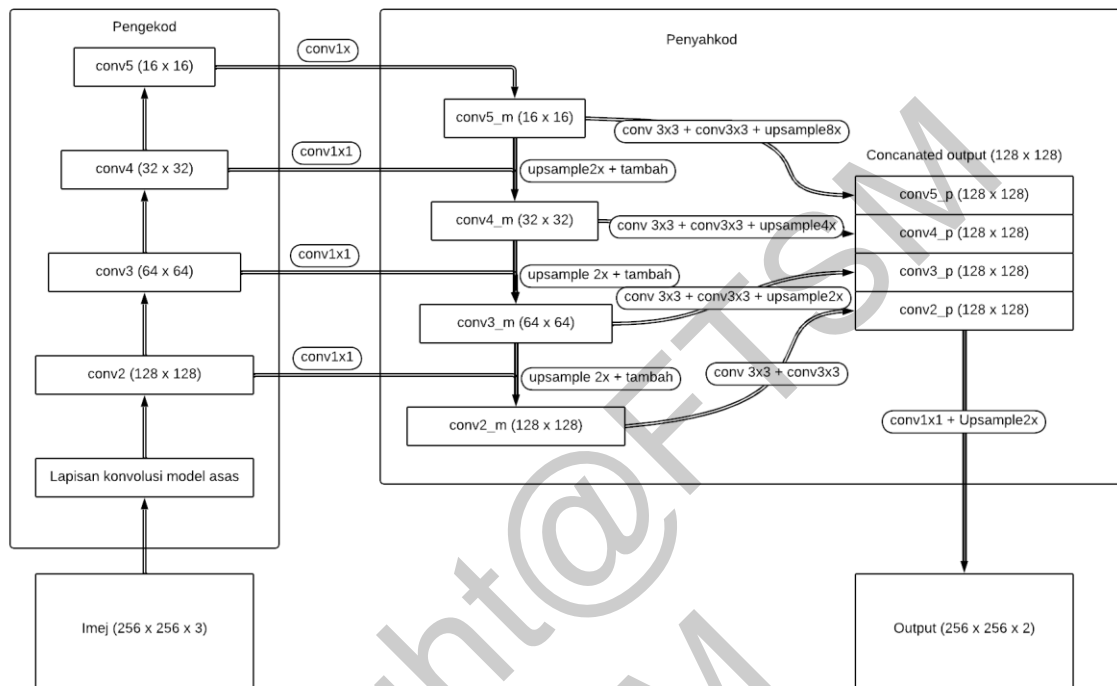 Pengekod
Penyahkod
conv5 (16 x 16)
conv1x
conv5_m (16 x 16)
conv 3x3 + conv3x3 + upsample8x
Concanated output (128 x 128)
conv4 (32 x 32)
conv1x1
upsample2x + tambah
conv5_p (128 x 128)
conv4_m (32 x 32)
conv 3x3 + conv3x3 + upsample4x
conv4_p (128 x 128)
conv3 (64 x 64)
conv1x1
upsample 2x + tambah
conv3_p (128 x 128)
conv 3x3 + conv3x3 + upsample2x
conv3_m (64 x 64)
conv2_p (128 x 128)
conv2 (128 x 128)
conv1x1
upsample 2x + tambah
conv 3x3 + conv3x3
conv2_m (128 x 128)
conv1x1 + Upsample2x
Lapisan konvolusi model asas
Imej (256 x 256 x 3)
Output (256 x 256 x 2)
ht@FTSM
M